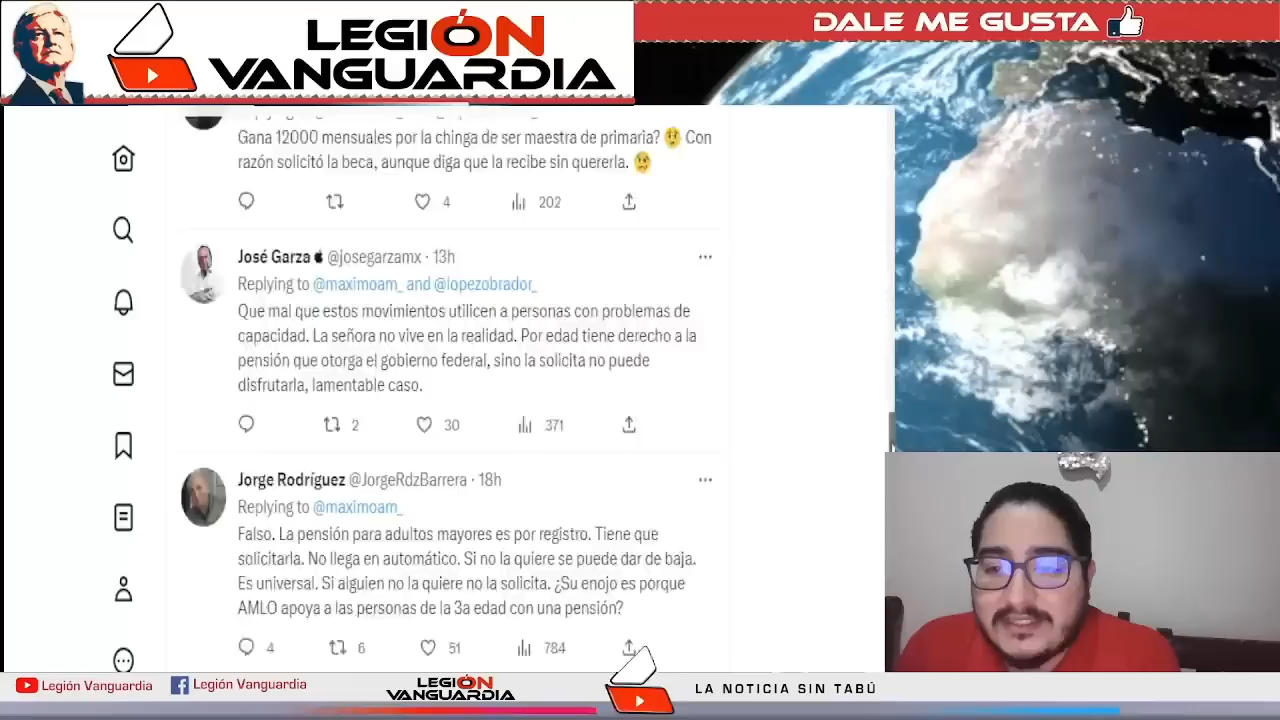 LEGIÓN
VANGUARDIA
DALE ME GUSTA
Gana 12000 mensuales por la chinga de ser maestra de primaria? 🤨 Con
razón solicitó la beca, aunque diga que la recibe sin quererla. 🤨
4
202
José Garza @josegarzamx · 13h
Replying to @maximoam_ and @lopezobrador_
Que mal que estos movimientos utilicen a personas con problemas de
capacidad. La señora no vive en la realidad. Por edad tiene derecho a la
pensión que otorga el gobierno federal, sino la solicita no puede
disfrutarla, lamentable caso.
2
30
371
Jorge Rodríguez @JorgeRdzBarrera · 18h
Replying to @maximoam_
Falso. La pensión para adultos mayores es por registro. Tiene que
solicitarla. No llega en automático. Si no la quiere se puede dar de baja.
Es universal. Si alguien no la quiere no la solicita. ¿Su enojo es porque
AMLO apoya a las personas de la 3a edad con una pensión?
4
6
51
784
Legión Vanguardia
Legión Vanguardia
LEGIÓN
VANGUARDIA
LA NOTICIA SIN TABÚ